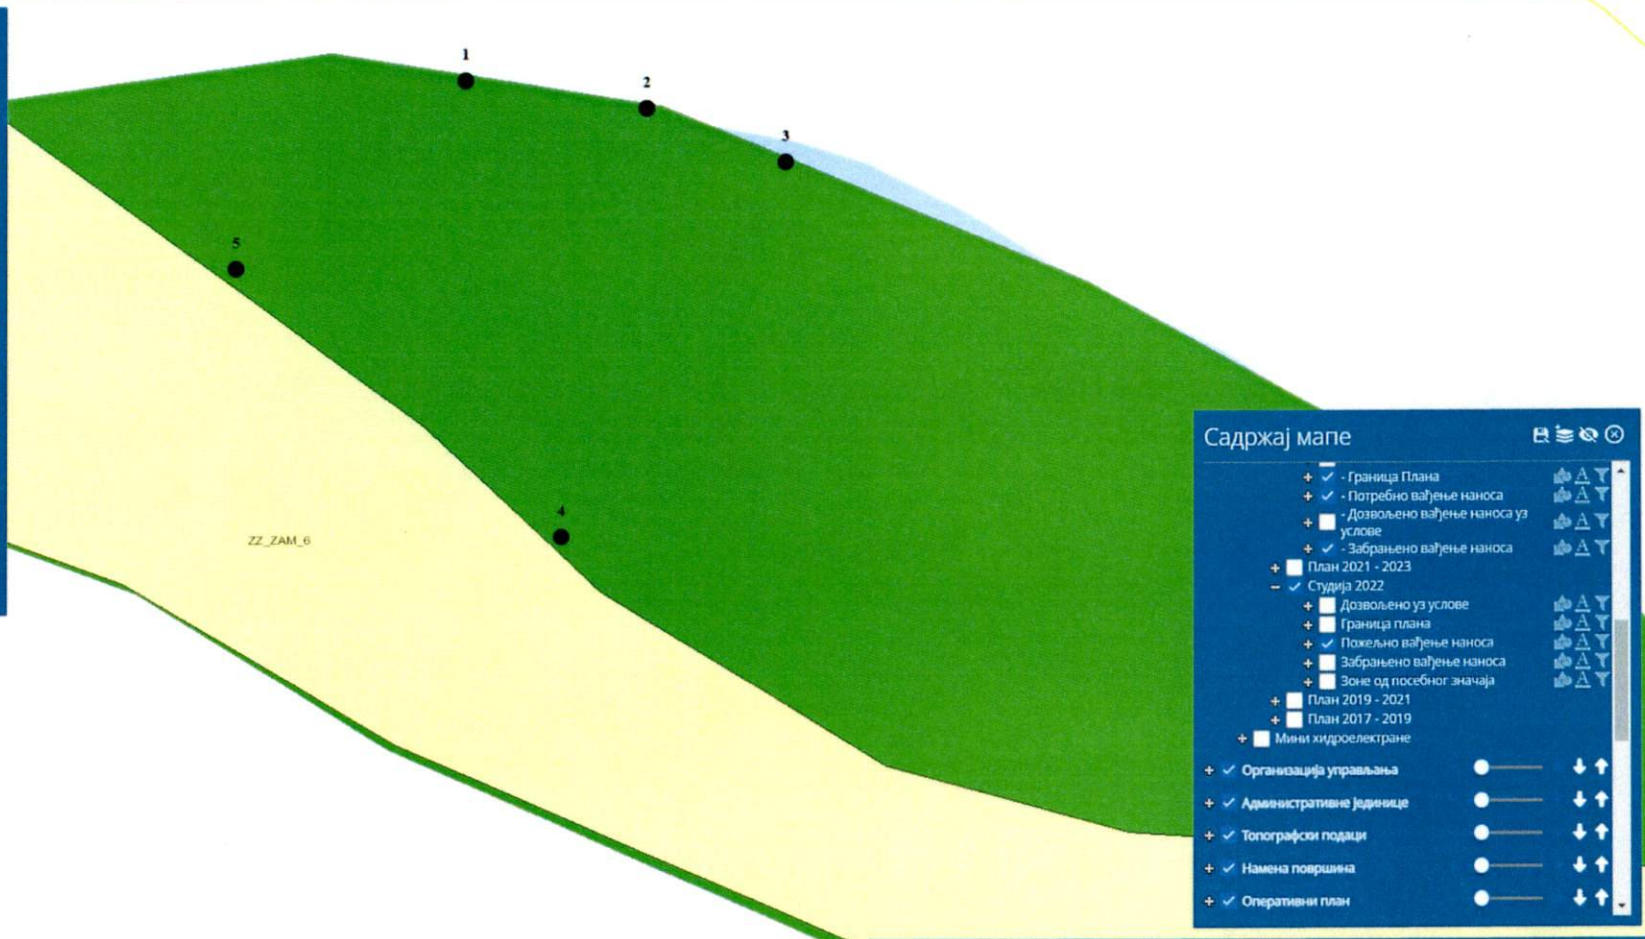 1
2
3
5
4
ZZ_ZAM_6
Садржај мапе
- Граница Плана
- Потребно вађење наноса
- Дозвољено вађење наноса уз
услове
- Забрањено вађење наноса
План 2021 - 2023
Студија 2022
Дозвољено уз услове
Граница плана
Пожељно вађење наноса
Забрањено вађење наноса
Зоне од посебног значаја
План 2019 - 2021
План 2017 - 2019
Мини хидроелектране
Организација управљања
Административне јединице
Топографски подаци
Намена површина
Оперативни план